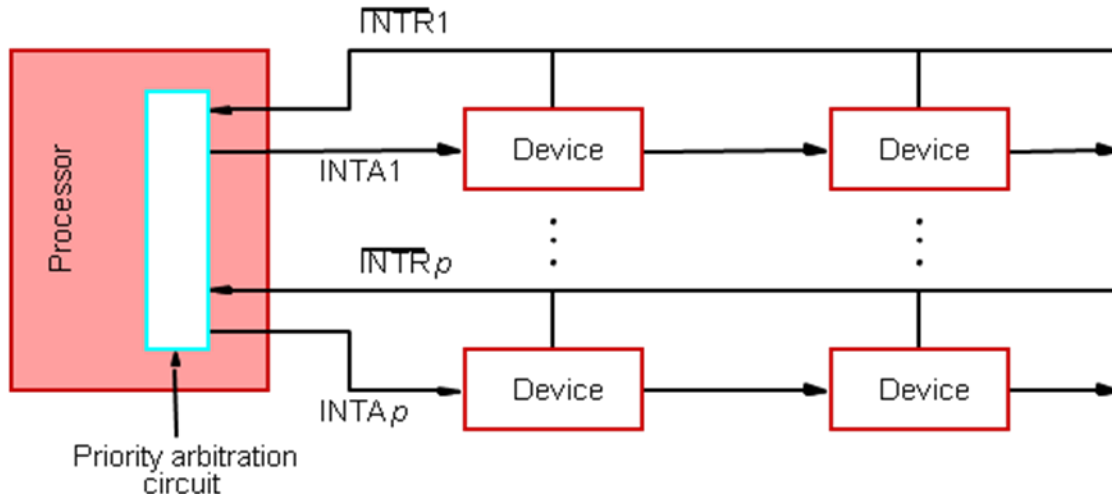 INTR1
Device
Device
INTA1
Processor
INTRp
Device
Device
INTAp
Priority arbitration
circuit